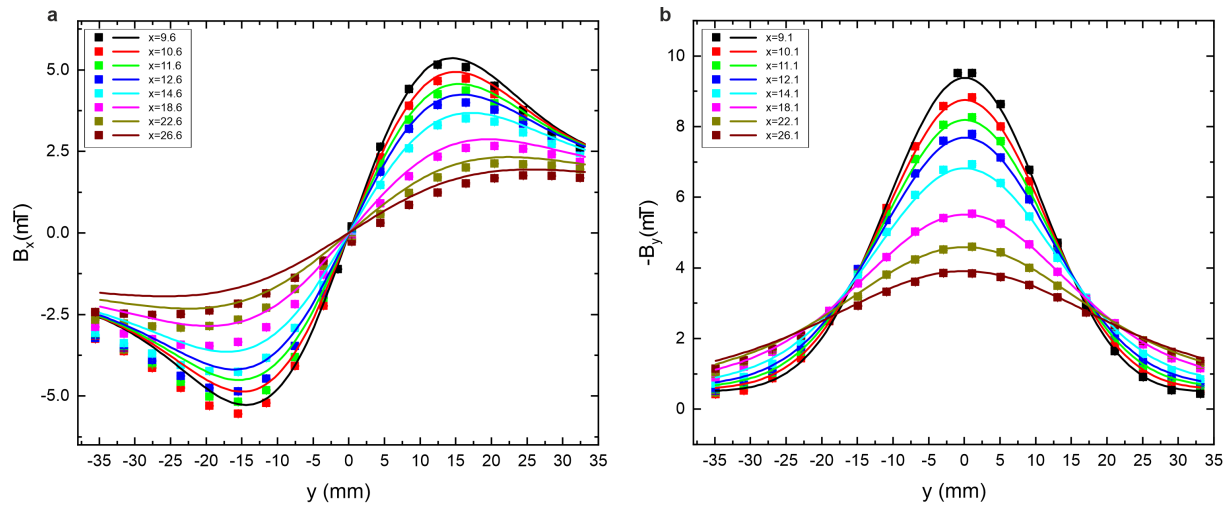 a
x=9.6
x=10.6
x=11.6
x=12.6
x=14.6
x=18.6
x=22.6
x=26.6
5.0
2.5
0.0
-2.5
-5.0
Bx(mT)
-35 -30 -25 -20 -15 -10 -5 0 5 10 15 20 25 30 35
y (mm)
b
x=9.1
x=10.1
x=11.1
x=12.1
x=14.1
x=18.1
x=22.1
x=26.1
10
8
6
4
2
0
-By(mT)
-35 -30 -25 -20 -15 -10 -5 0 5 10 15 20 25 30 35
y (mm)